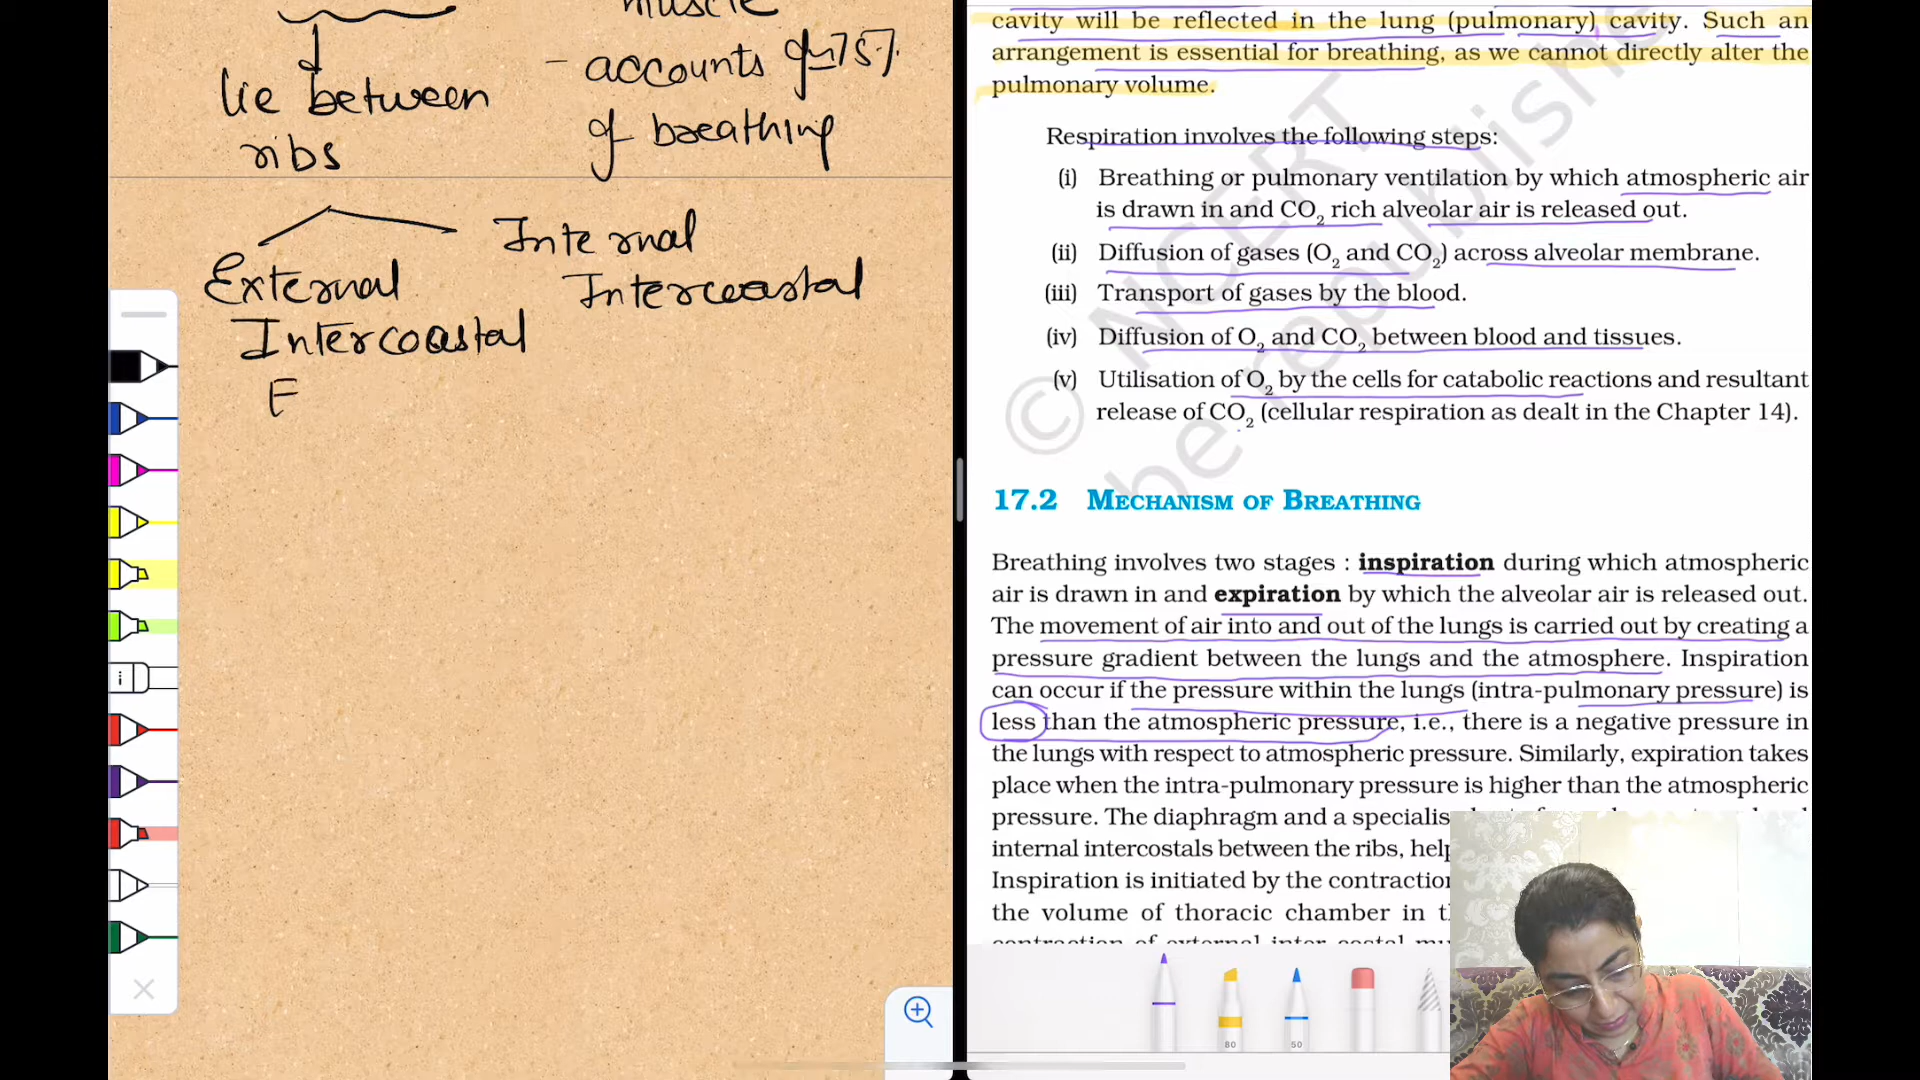 muscle
lie between
ribs
- accounts of ~75%
of breathing
External
Intercoastal
E
Internal
Intercoastal
cavity will be reflected in the lung (pulmonary) cavity. Such an
arrangement is essential for breathing, as we cannot directly alter the
pulmonary volume.
Respiration involves the following steps:
(i) Breathing or pulmonary ventilation by which atmospheric air
is drawn in and CO2 rich alveolar air is released out.
(ii) Diffusion of gases (O2 and CO2) across alveolar membrane.
(iii) Transport of gases by the blood.
(iv) Diffusion of O2 and CO2 between blood and tissues.
(v) Utilisation of O2 by the cells for catabolic reactions and resultant
release of CO2 (cellular respiration as dealt in the Chapter 14).
© NCERT
be republishe
17.2 MECHANISM OF BREATHING
Breathing involves two stages : inspiration during which atmospheric
air is drawn in and expiration by which the alveolar air is released out.
The movement of air into and out of the lungs is carried out by creating a
pressure gradient between the lungs and the atmosphere. Inspiration
can occur if the pressure within the lungs (intra-pulmonary pressure) is
less than the atmospheric pressure, i.e., there is a negative pressure in
the lungs with respect to atmospheric pressure. Similarly, expiration takes
place when the intra-pulmonary pressure is higher than the atmospheric
pressure. The diaphragm and a specialis
internal intercostals between the ribs, help
Inspiration is initiated by the contraction
the volume of thoracic chamber in t
contraction of external inter-costal mu
80
50